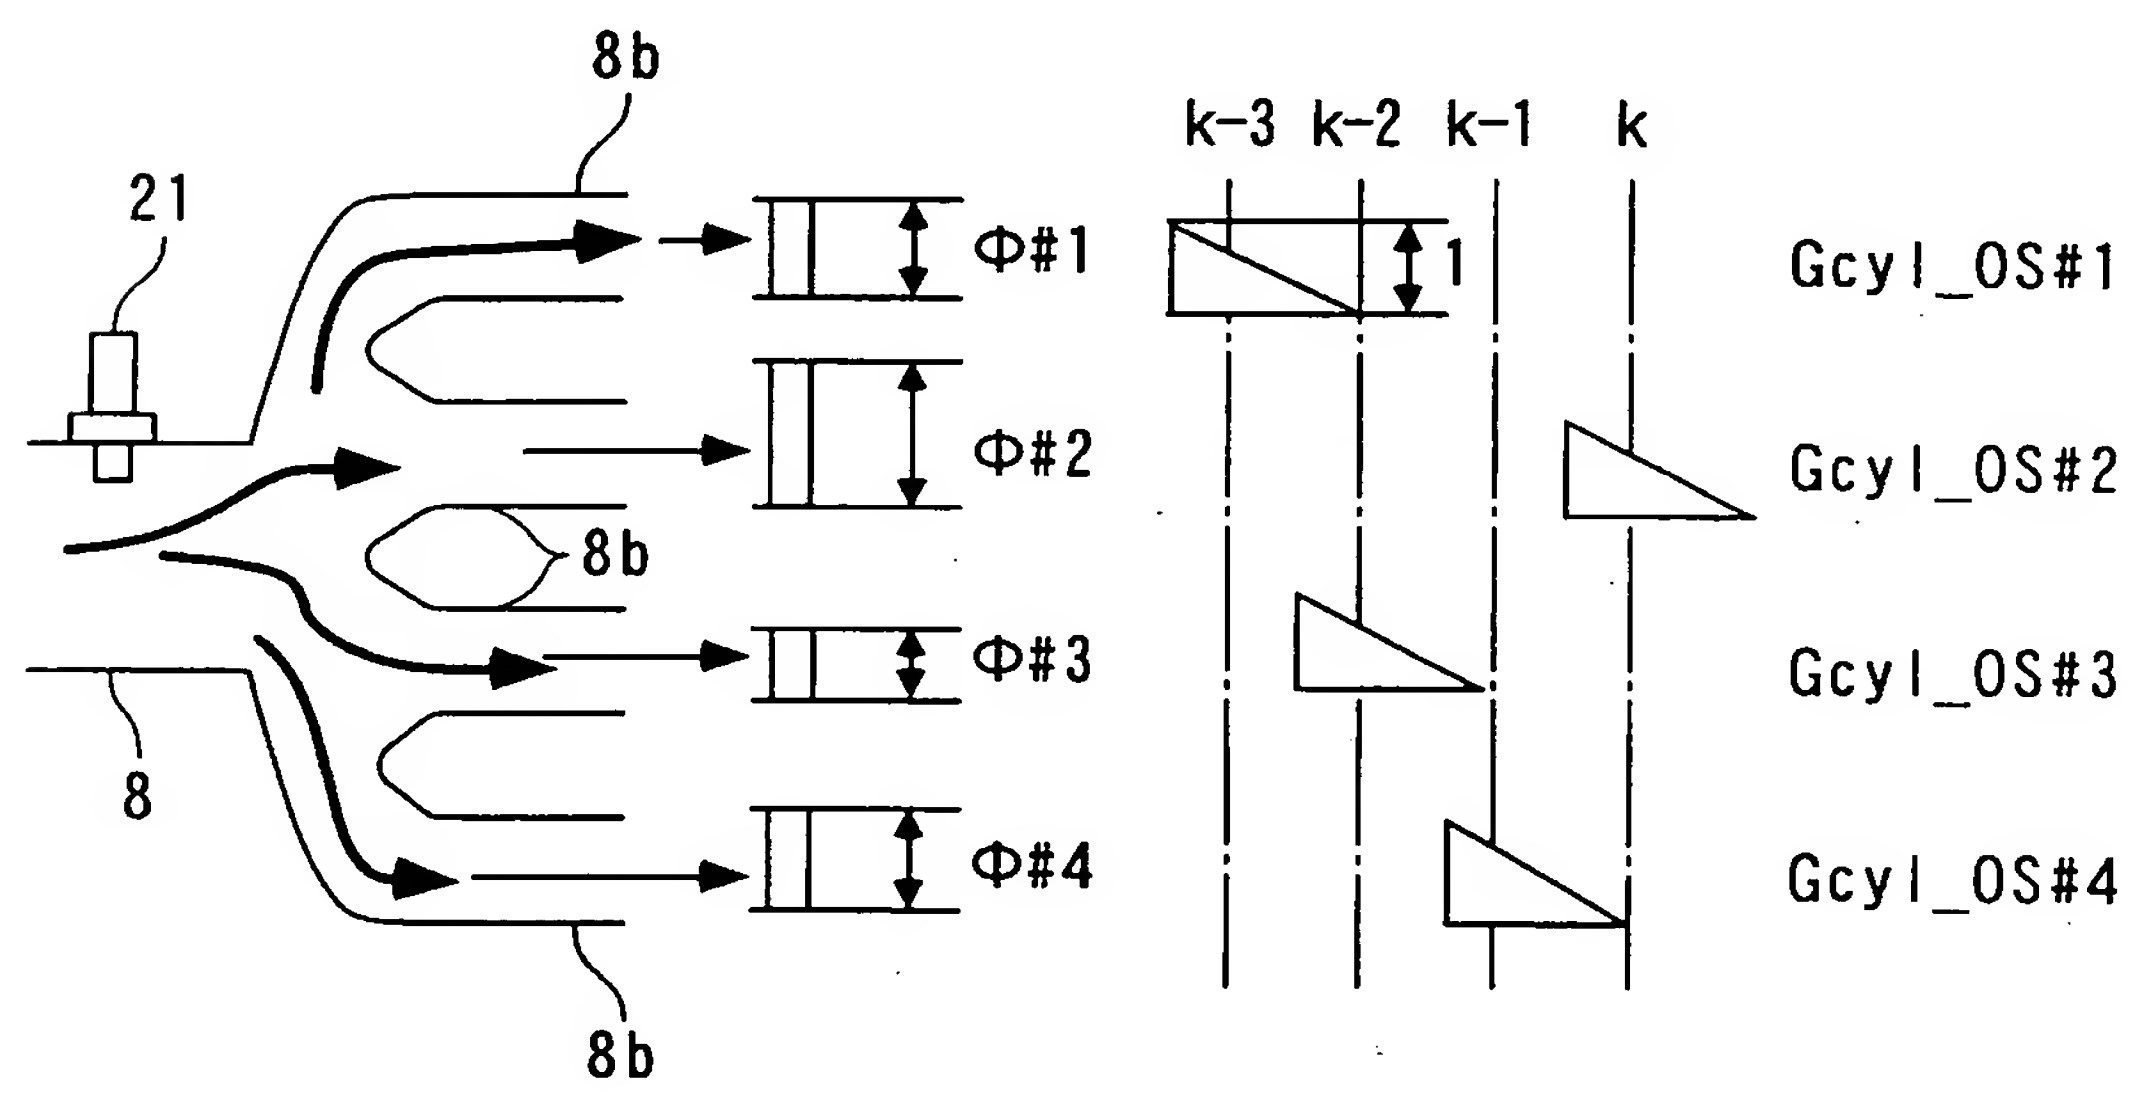 8b
k-3 k-2 k-1 k
21
Φ#1 1 Gcyl_OS#1
Φ#2 Gcyl_OS#2
8b
Φ#3 Gcyl_OS#3
8
Φ#4 Gcyl_OS#4
8b